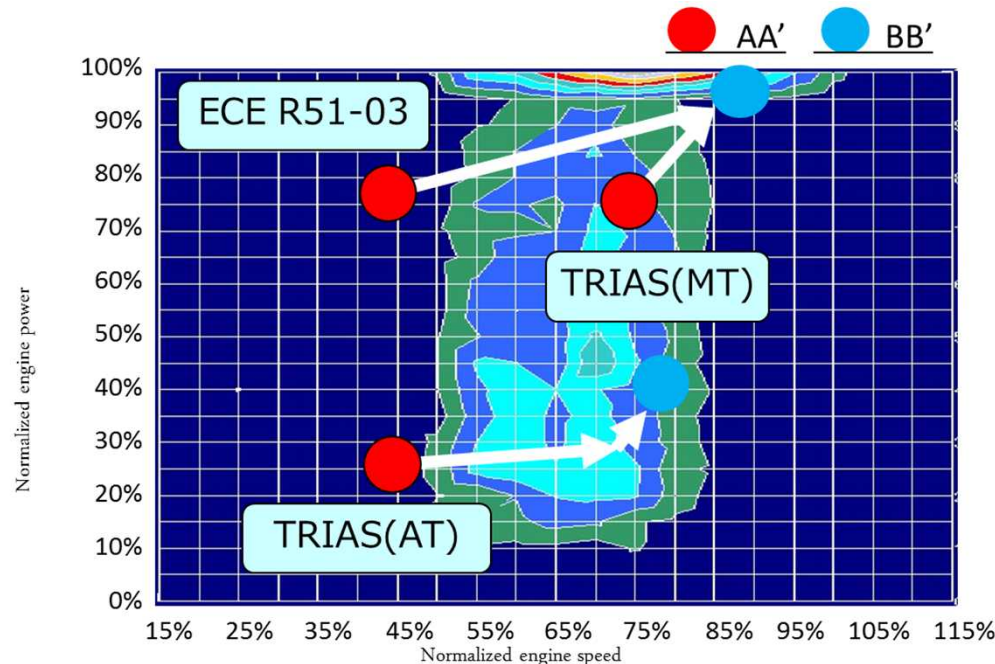 AA’ BB’
100%
90%
80%
70%
60%
50%
40%
30%
20%
10%
0%
ECE R51-03
TRIAS(MT)
TRIAS(AT)
Normalized engine power
15% 25% 35% 45% 55% 65% 75% 85% 95% 105% 115%
Normalized engine speed